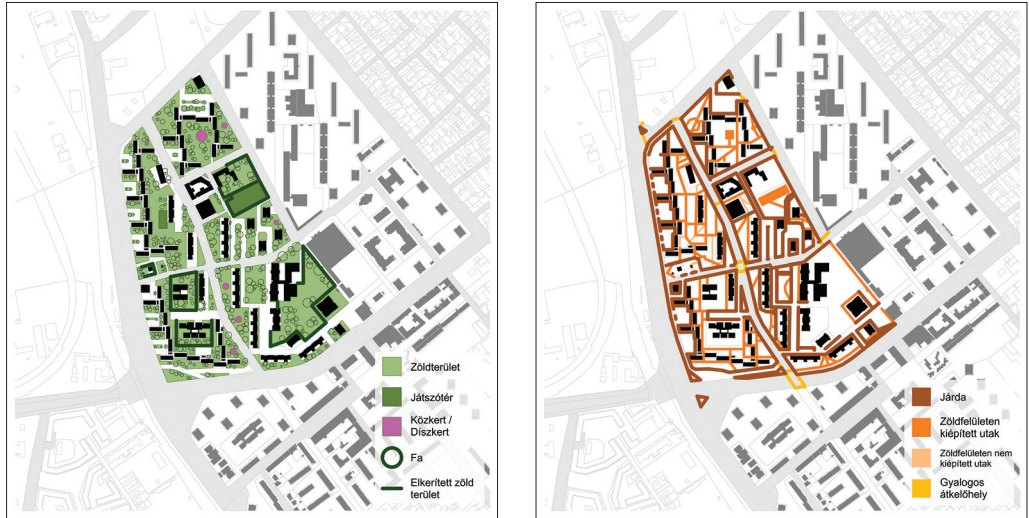 Zöldterület
Játszótér
Közkert /
Díszkert
Fa
Elkerített zöld
terület
Járda
Zöldfelületen
kiépített utak
Zöldfelületen nem
kiépített utak
Gyalogos
átkelőhely